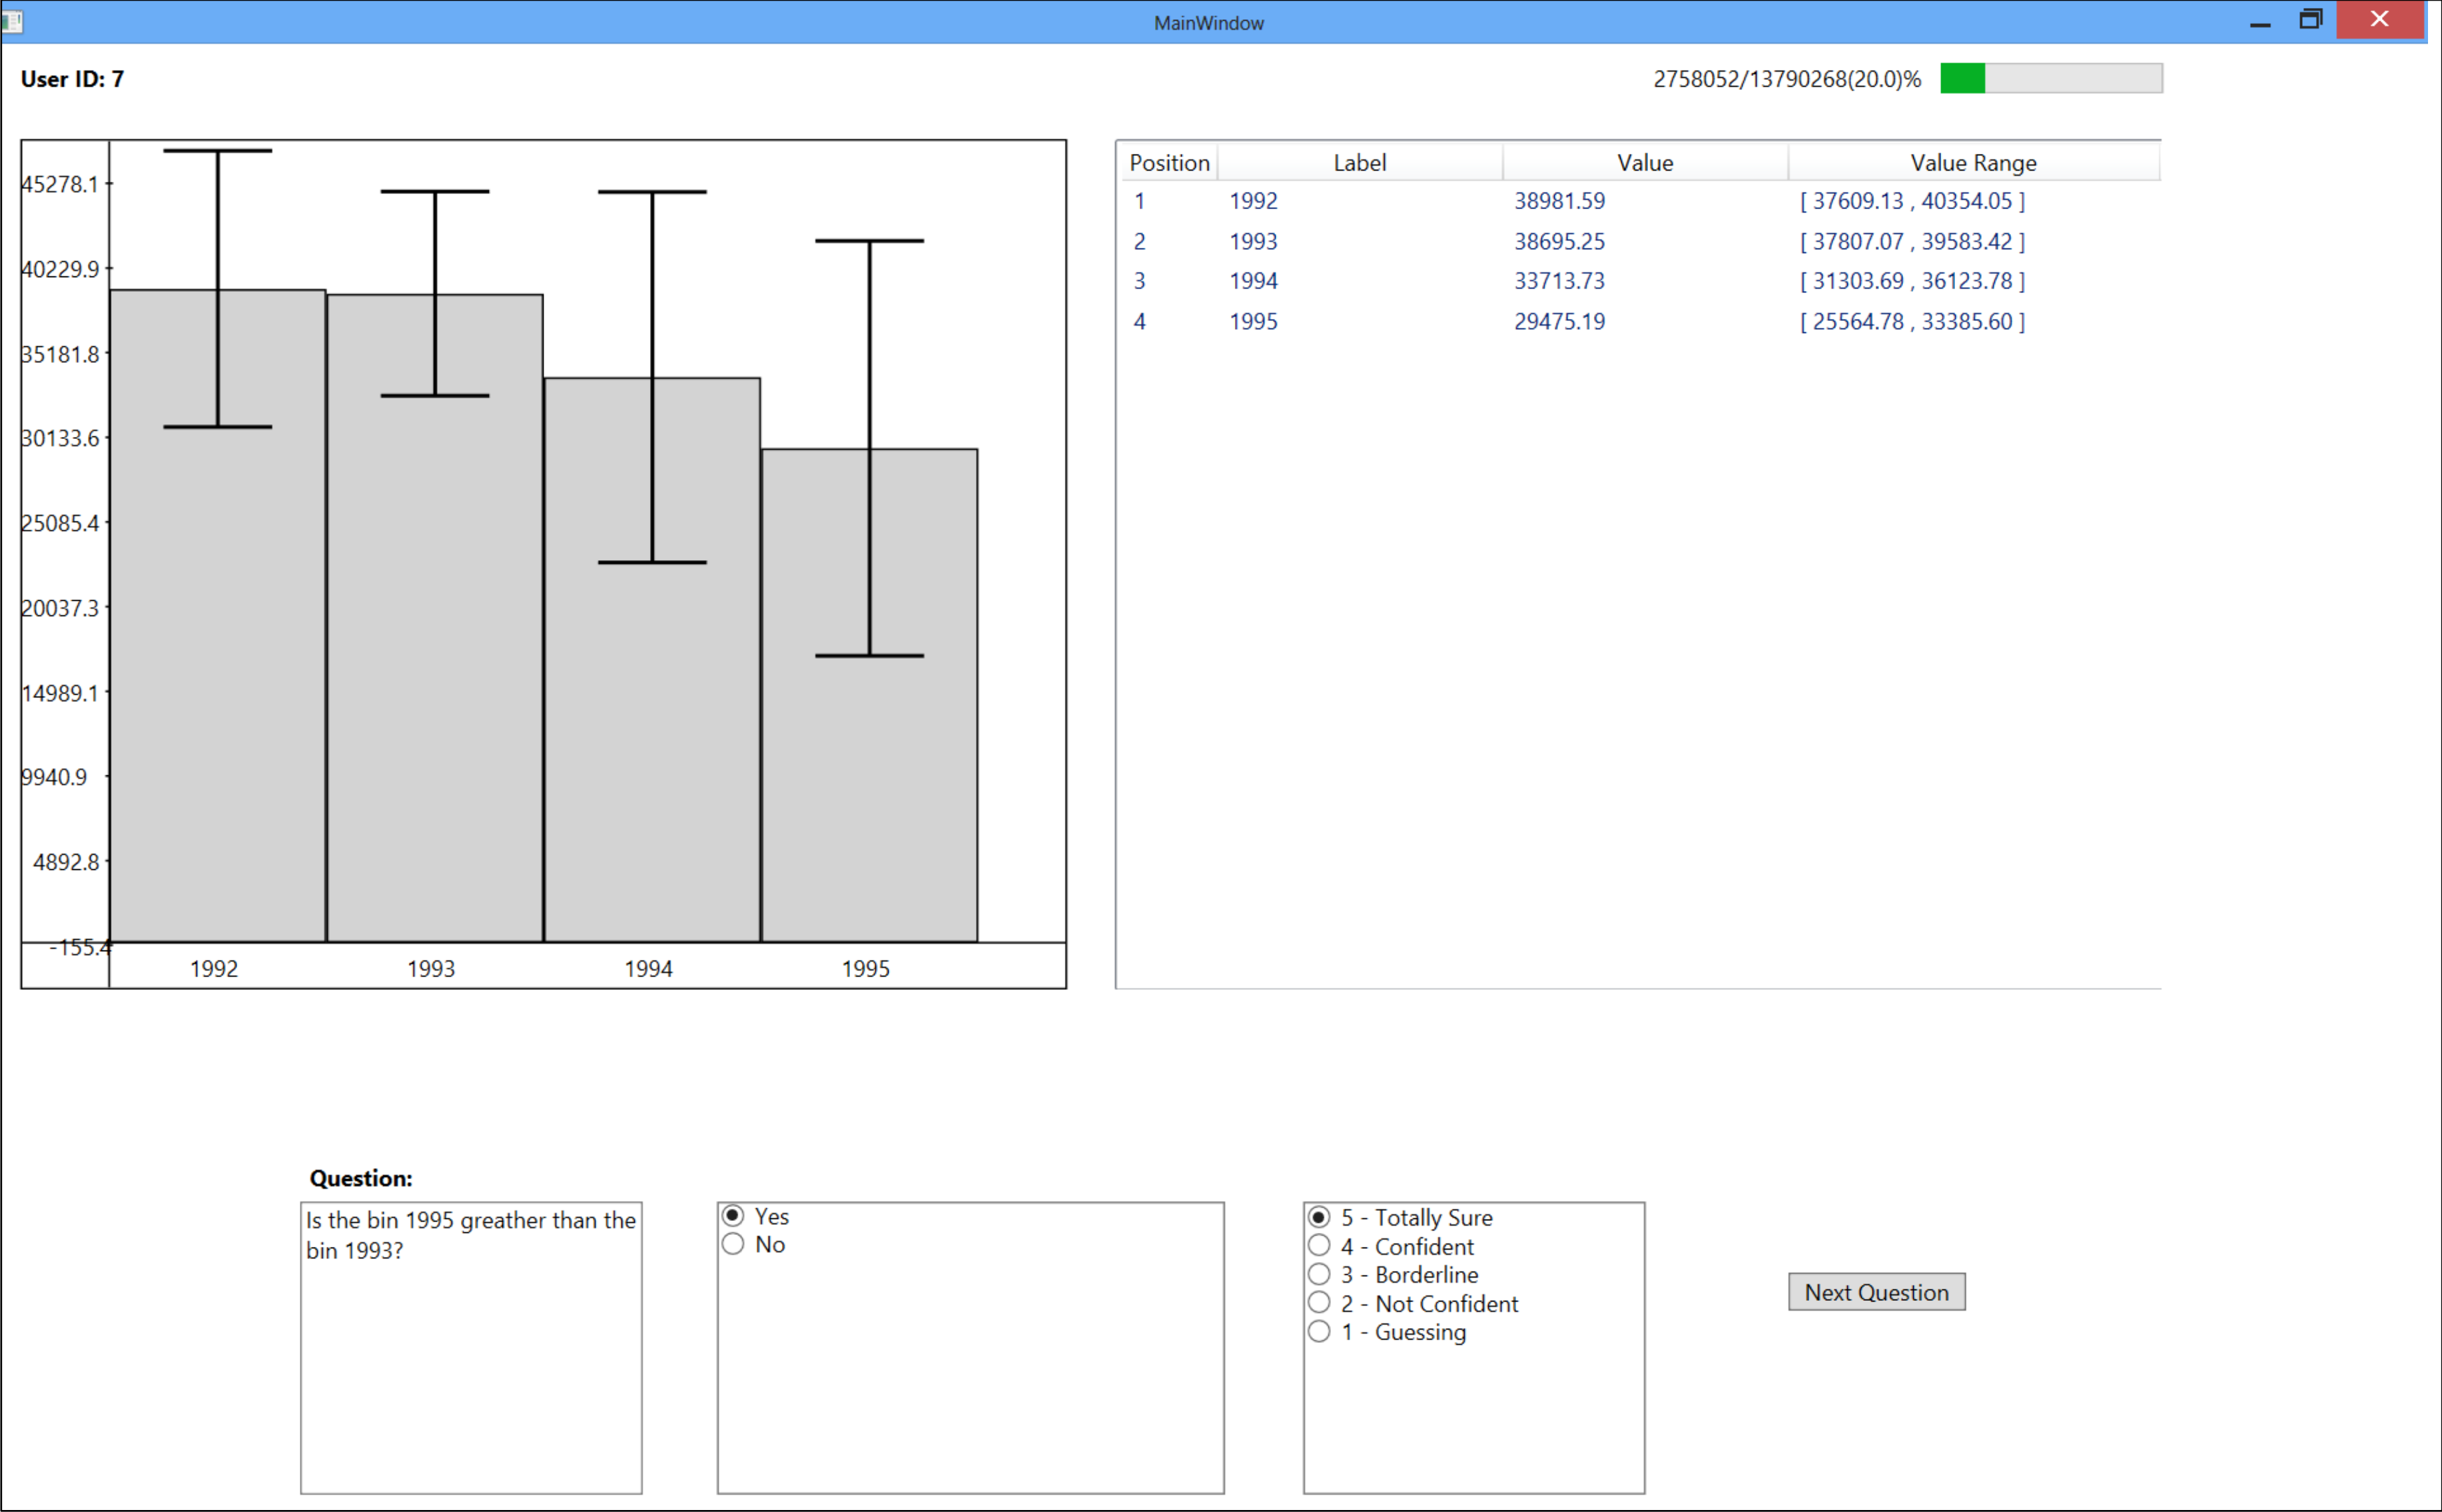 MainWindow
User ID: 7
2758052/13790268(20.0)%
45278.1
40229.9
35181.8
30133.6
25085.4
20037.3
14989.1
9940.9
4892.8
-155.4
1992 1993 1994 1995
Position Label Value Value Range
1 1992 38981.59 [ 37609.13 , 40354.05 ]
2 1993 38695.25 [ 37807.07 , 39583.42 ]
3 1994 33713.73 [ 31303.69 , 36123.78 ]
4 1995 29475.19 [ 25564.78 , 33385.60 ]
Question:
Is the bin 1995 greather than the
bin 1993?
Yes
No
5 - Totally Sure
4 - Confident
3 - Borderline
2 - Not Confident
1 - Guessing
Next Question